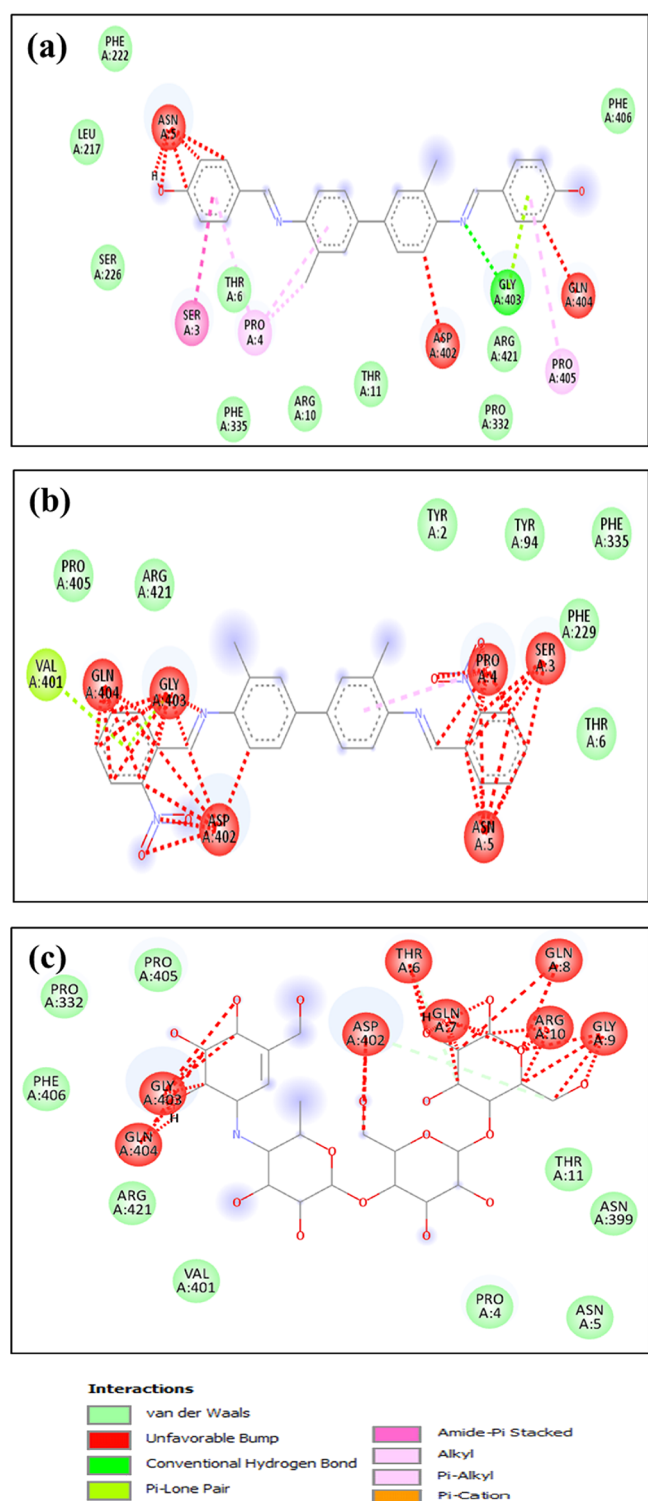 (a)
PHE
A:222
ASN
A:5
LEU
A:217
PHE
A:406
H
O
N
N
O
SER
A:226
THR
A:6
SER
A:3
PRO
A:4
GLY
A:403
GLN
A:404
ASP
A:402
ARG
A:421
PRO
A:405
THR
A:11
PHE
A:335
ARG
A:10
PRO
A:332
(b)
TYR
A:2
TYR
A:94
PHE
A:335
PRO
A:405
ARG
A:421
PHE
A:229
VAL
A:401
GLN
A:404
GLY
A:403
O
O
N
PRO
A:4
SER
A:3
N
N
THR
A:6
N
O
O
ASP
A:402
ASN
A:5
(c)
PRO
A:405
THR
A:6
GLN
A:8
PRO
A:332
O
O
O
ASP
A:402
GLN
A:7
H
O
O
O
ARG
A:10
GLY
A:9
PHE
A:406
GLY
A:403
H
O
O
O
O
GLN
A:404
N
O
O
O
THR
A:11
ARG
A:421
O
O
O
O
O
O
O
ASN
A:399
VAL
A:401
PRO
A:4
ASN
A:5
Interactions
van der Waals
Unfavorable Bump
Conventional Hydrogen Bond
Pi-Lone Pair
Amide-Pi Stacked
Alkyl
Pi-Alkyl
Pi-Cation